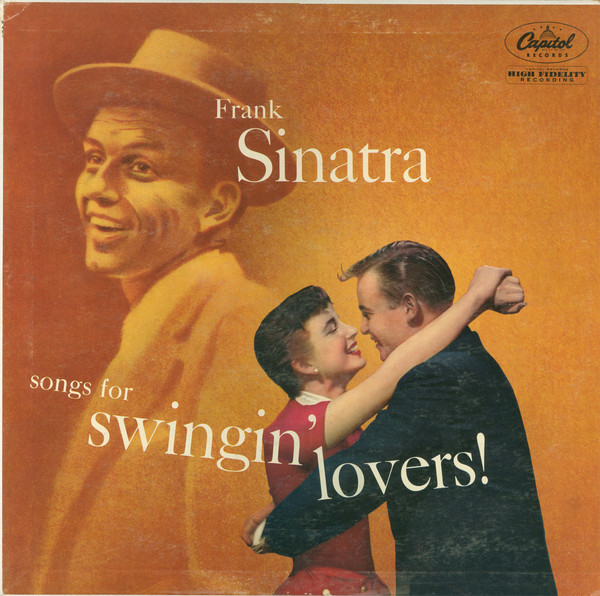 Capitol
RECORDS
HIGH FIDELITY
RECORDING
Frank
Sinatra
songs for
swingin'
lovers!